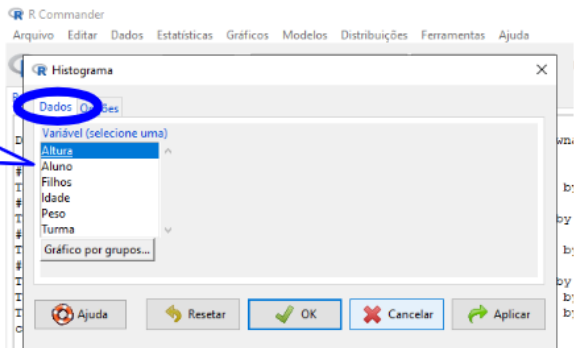 R Commander
Arquivo Editar Dados Estatísticas Gráficos Modelos Distribuições Ferramentas Ajuda
Histograma
Dados
Variável (selecione uma)
Altura
Aluno
Filhos
Idade
Peso
Turma
Gráfico por grupos...
Ajuda Resetar OK Cancelar Aplicar